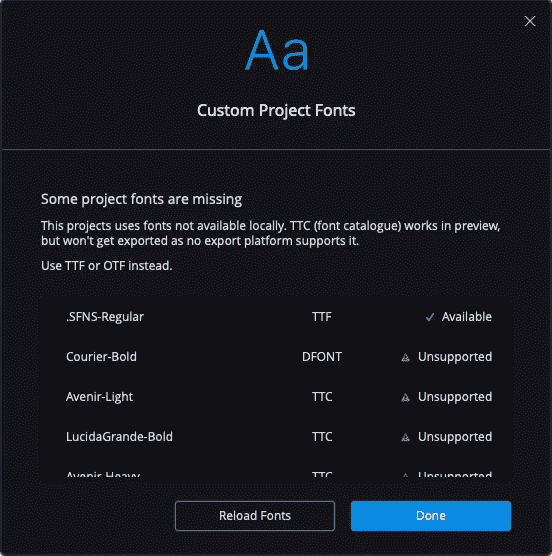 Aa
Custom Project Fonts
Some project fonts are missing
This projects uses fonts not available locally. TTC (font catalogue) works in preview,
but won't get exported as no export platform supports it.
Use TTF or OTF instead.
.SFNS-Regular TTF Available
Courier-Bold DFONT Unsupported
Avenir-Light TTC Unsupported
LucidaGrande-Bold TTC Unsupported
Avenir-Heavy TTC Unsupported
Reload Fonts Done